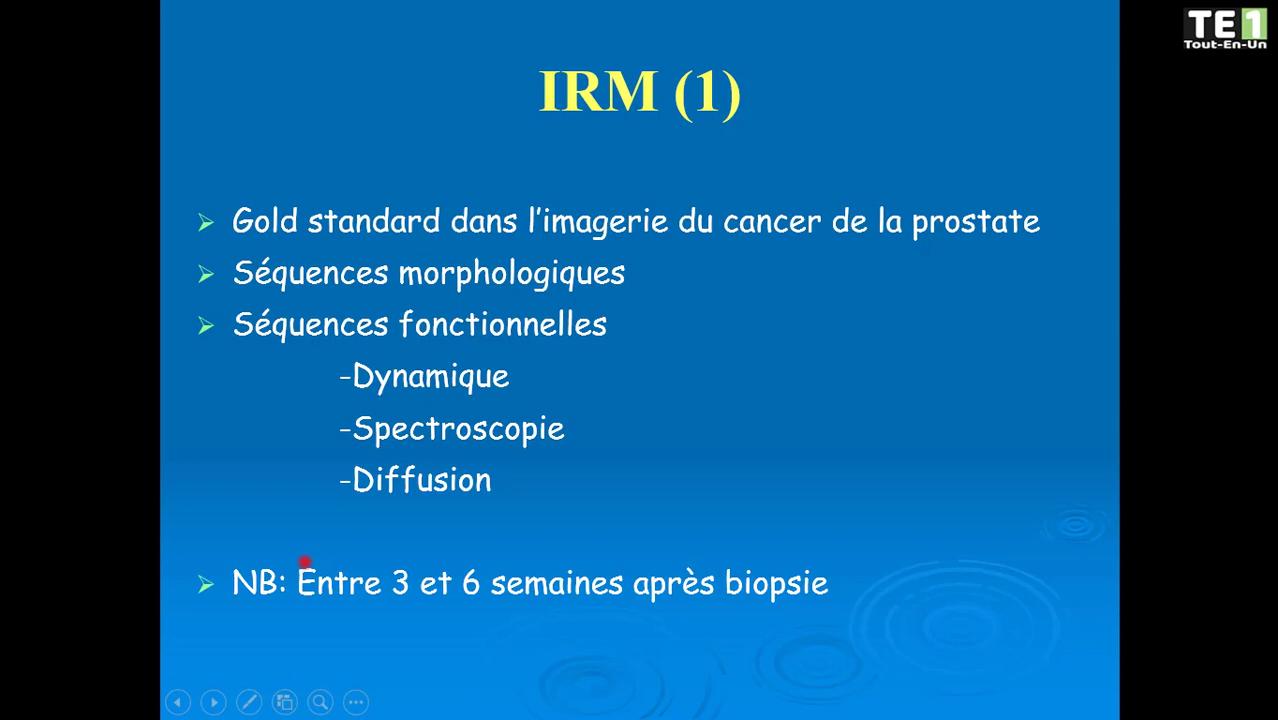 TE1
Tout-En-Un
IRM (1)
Gold standard dans l'imagerie du cancer de la prostate
Séquences morphologiques
Séquences fonctionnelles
-Dynamique
-Spectroscopie
-Diffusion
NB: Entre 3 et 6 semaines après biopsie